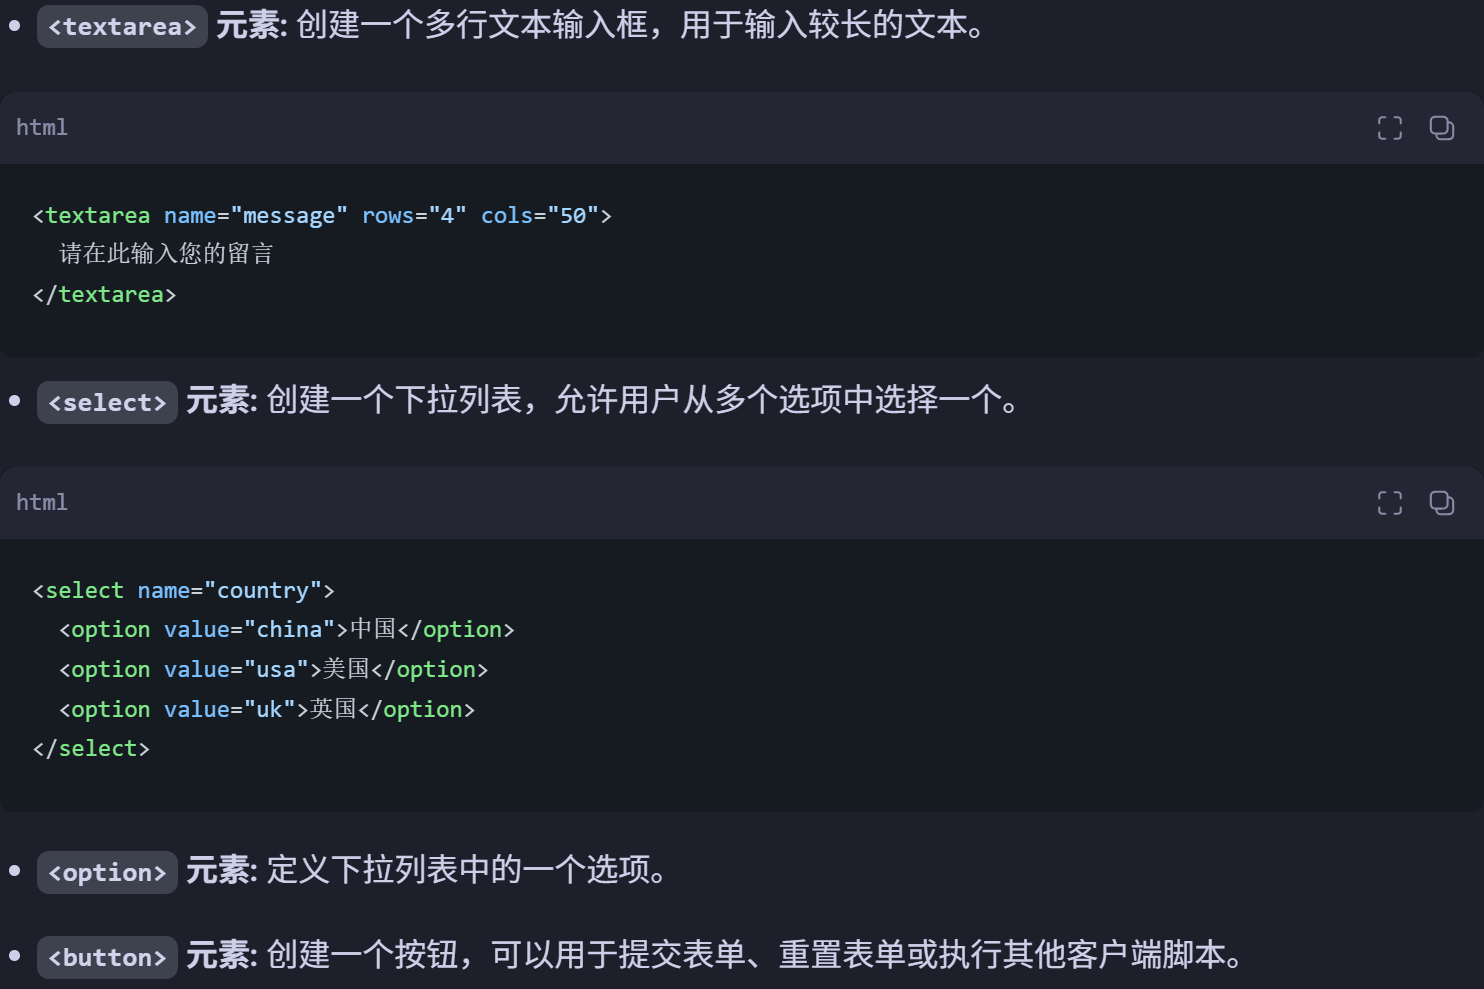 <textarea> 元素: 创建一个多行文本输入框，用于输入较长的文本。
html
<textarea name="message" rows="4" cols="50">
请在此输入您的留言
</textarea>
<select> 元素: 创建一个下拉列表，允许用户从多个选项中选择一个。
html
<select name="country">
<option value="china">中国</option>
<option value="usa">美国</option>
<option value="uk">英国</option>
</select>
<option> 元素: 定义下拉列表中的一个选项。
<button> 元素: 创建一个按钮，可以用于提交表单、重置表单或执行其他客户端脚本。